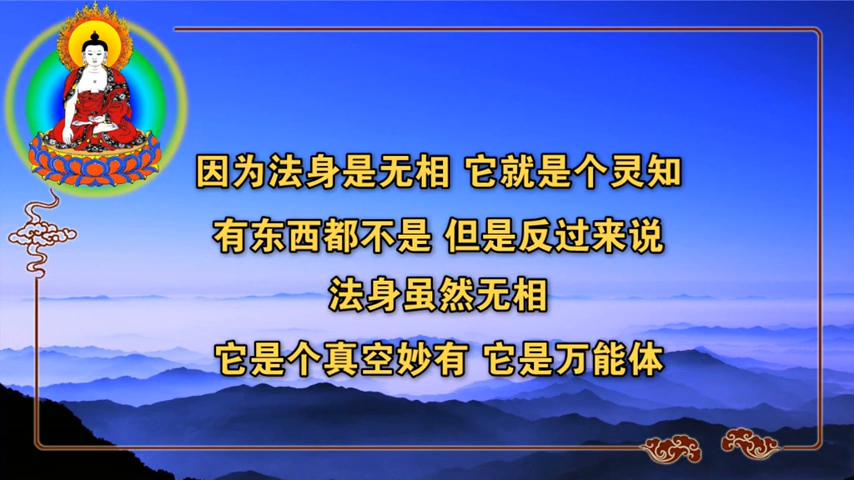 因为法身是无相 它就是个灵知
有东西都不是 但是反过来说
法身虽然无相
它是个真空妙有 它是万能体